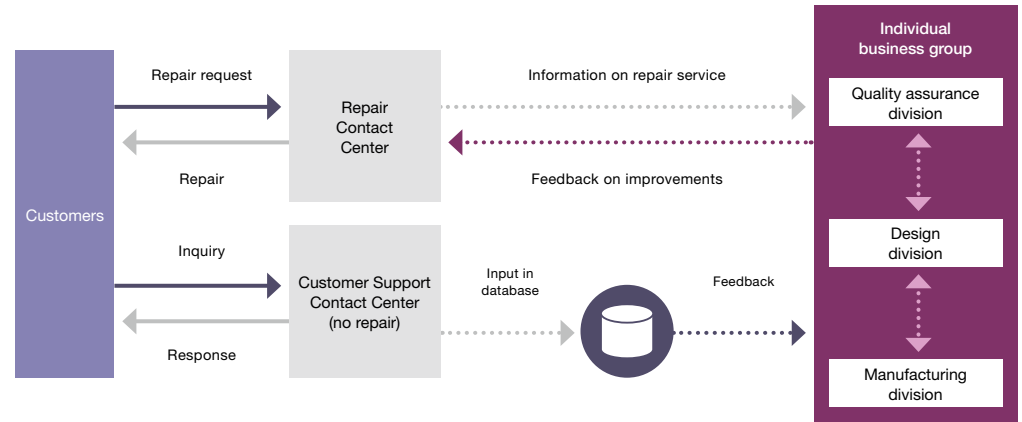 Customers
Repair request
Repair
Repair
Contact
Center
Information on repair service
Feedback on improvements
Inquiry
Response
Customer Support
Contact Center
(no repair)
Input in
database
Feedback
Individual
business group
Quality assurance
division
Design
division
Manufacturing
division